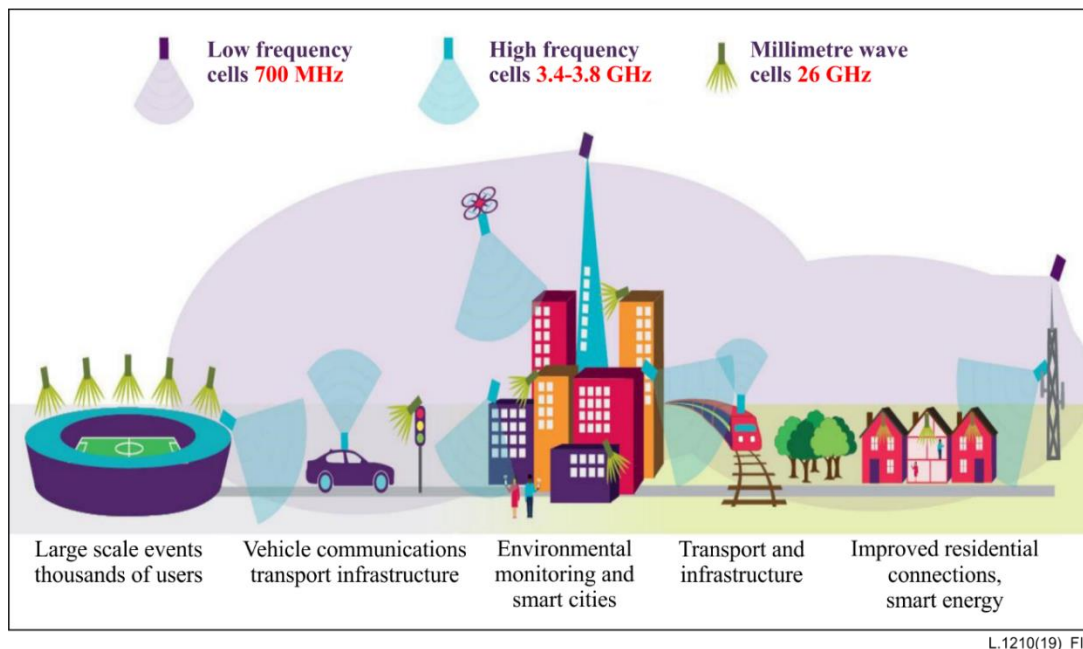 Low frequency
cells 700 MHz
High frequency
cells 3.4-3.8 GHz
Millimetre wave
cells 26 GHz
Large scale events
thousands of users
Vehicle communications
transport infrastructure
Environmental
monitoring and
smart cities
Transport and
infrastructure
Improved residential
connections,
smart energy